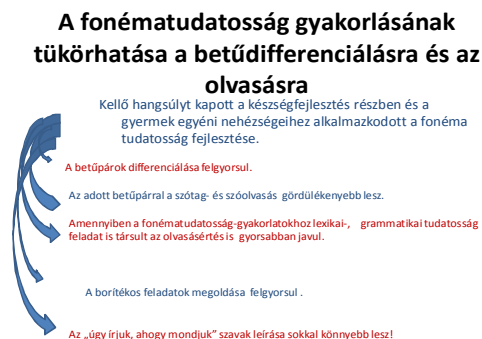 A fonématudatosság gyakorlásának
tükörhatása a betűdifferenciálásra és az
olvasásra
Kellő hangsúlyt kapott a készségfejlesztés részben és a
gyermek egyéni nehézségeihez alkalmazkodott a fonéma
tudatosság fejlesztése.
A betűpárok differenciálása felgyorsul.
Az adott betűpárral a szótag- és szóolvasás gördülékenyebb lesz.
Amennyiben a fonématudatosság-gyakorlatokhoz lexikai-, grammatikai tudatosság
feladat is társult az olvasásértés is gyorsabban javul.
A borítékos feladatok megoldása felgyorsul .
Az „úgy írjuk, ahogy mondjuk” szavak leírása sokkal könnyebb lesz!